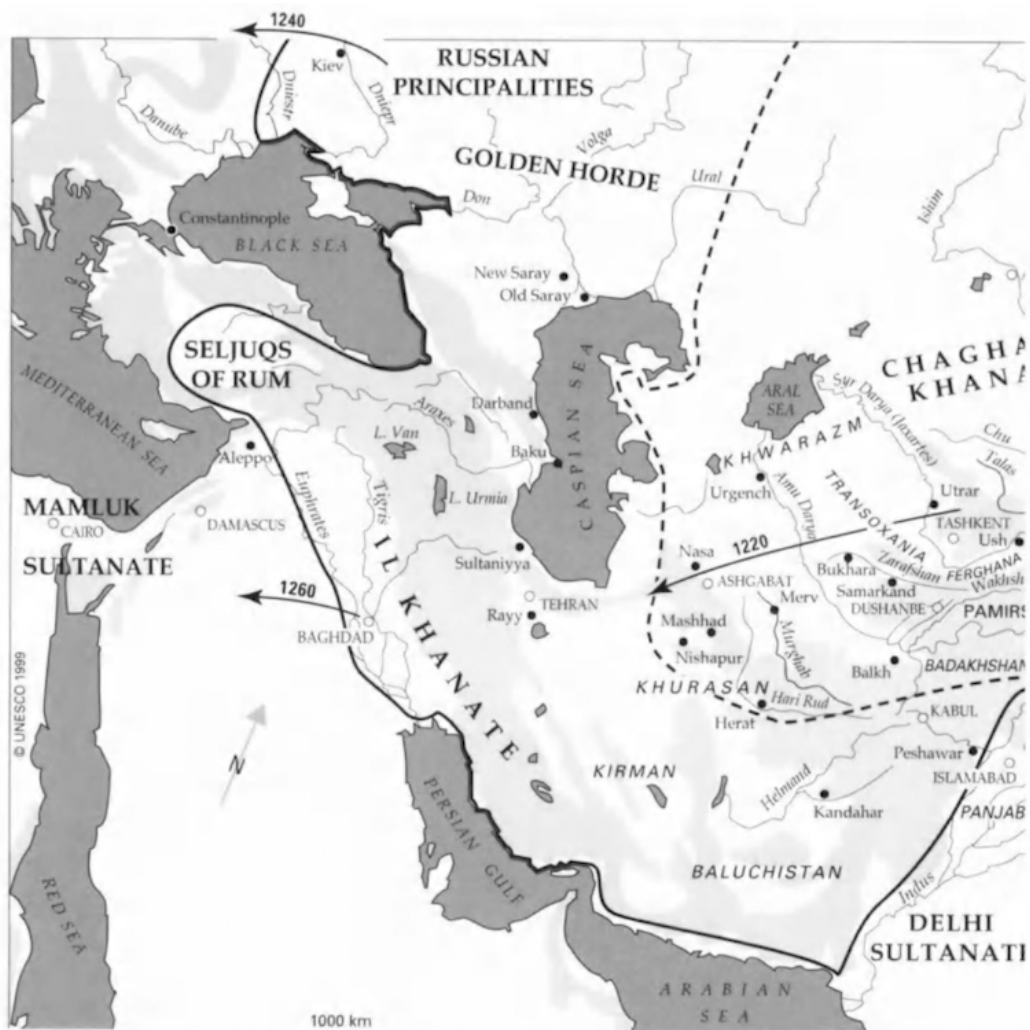 1240
Kiev
RUSSIAN
PRINCIPALITIES
Dniestr
Dniepr
Danube
Volga
GOLDEN HORDE
Ural
Don
Ishim
Constantinople
BLACK SEA
New Saray
Old Saray
SELJUQS
OF RUM
CASPIAN SEA
CHAGHA
KHANA
ARAL
SEA
Syr Darya (Jaxartes)
MEDITERRANEAN SEA
Araxes
Darband
L. Van
KHWARAZM
Chu
Talas
Aleppo
Baku
Urgench
L. Urmia
Euphrates
Tigris
Amu Darya
TRANSOXANIA
Utrar
MAMLUK
CAIRO
DAMASCUS
TASHKENT
Ush
SULTANATE
IL KHANATE
Sultaniyya
Nasa
1220
Bukhara
Zarafshan
FERGHANA
ASHGABAT
Samarkand
Wakhsh
1260
TEHRAN
Merv
DUSHANBE
Rayy
PAMIRS
BAGHDAD
Mashhad
Nishapur
Murghab
Balkh
BADAKHSHAN
KHURASAN
Hari Rud
Herat
KABUL
© UNESCO 1999
N
KIRMAN
Peshawar
Helmand
ISLAMABAD
Kandahar
PERSIAN GULF
PANJAB
BALUCHISTAN
Indus
RED SEA
DELHI
SULTANATE
ARABIAN
SEA
1000 km